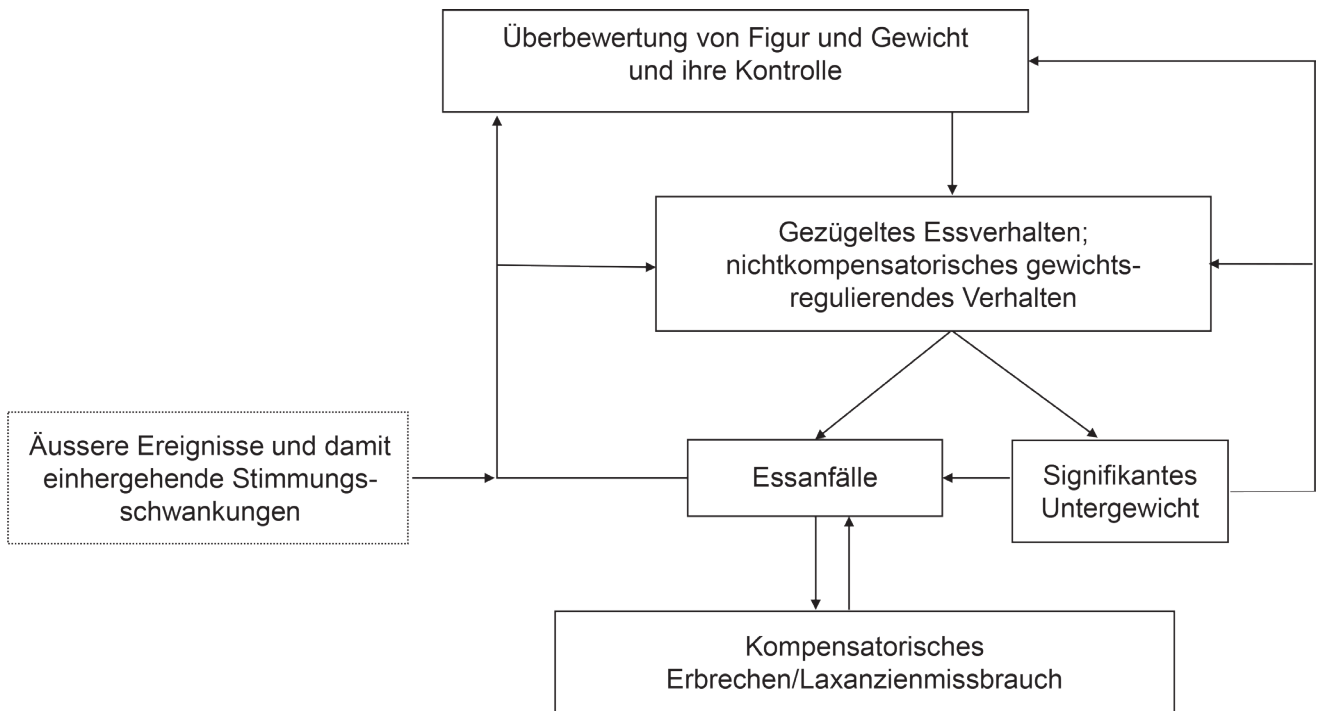 Überbewertung von Figur und Gewicht
und ihre Kontrolle
Gezügeltes Essverhalten;
nichtkompensatorisches gewichts-
regulierendes Verhalten
Äussere Ereignisse und damit
einhergehende Stimmungs-
schwankungen
Essanfälle
Signifikantes
Untergewicht
Kompensatorisches
Erbrechen/Laxanzienmissbrauch